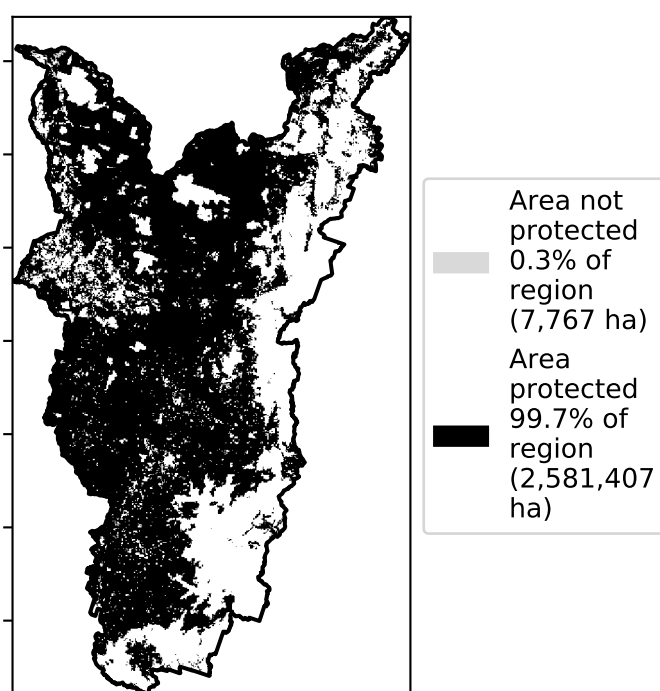 Area not
protected
0.3% of
region
(7,767 ha)
Area
protected
99.7% of
region
(2,581,407
ha)